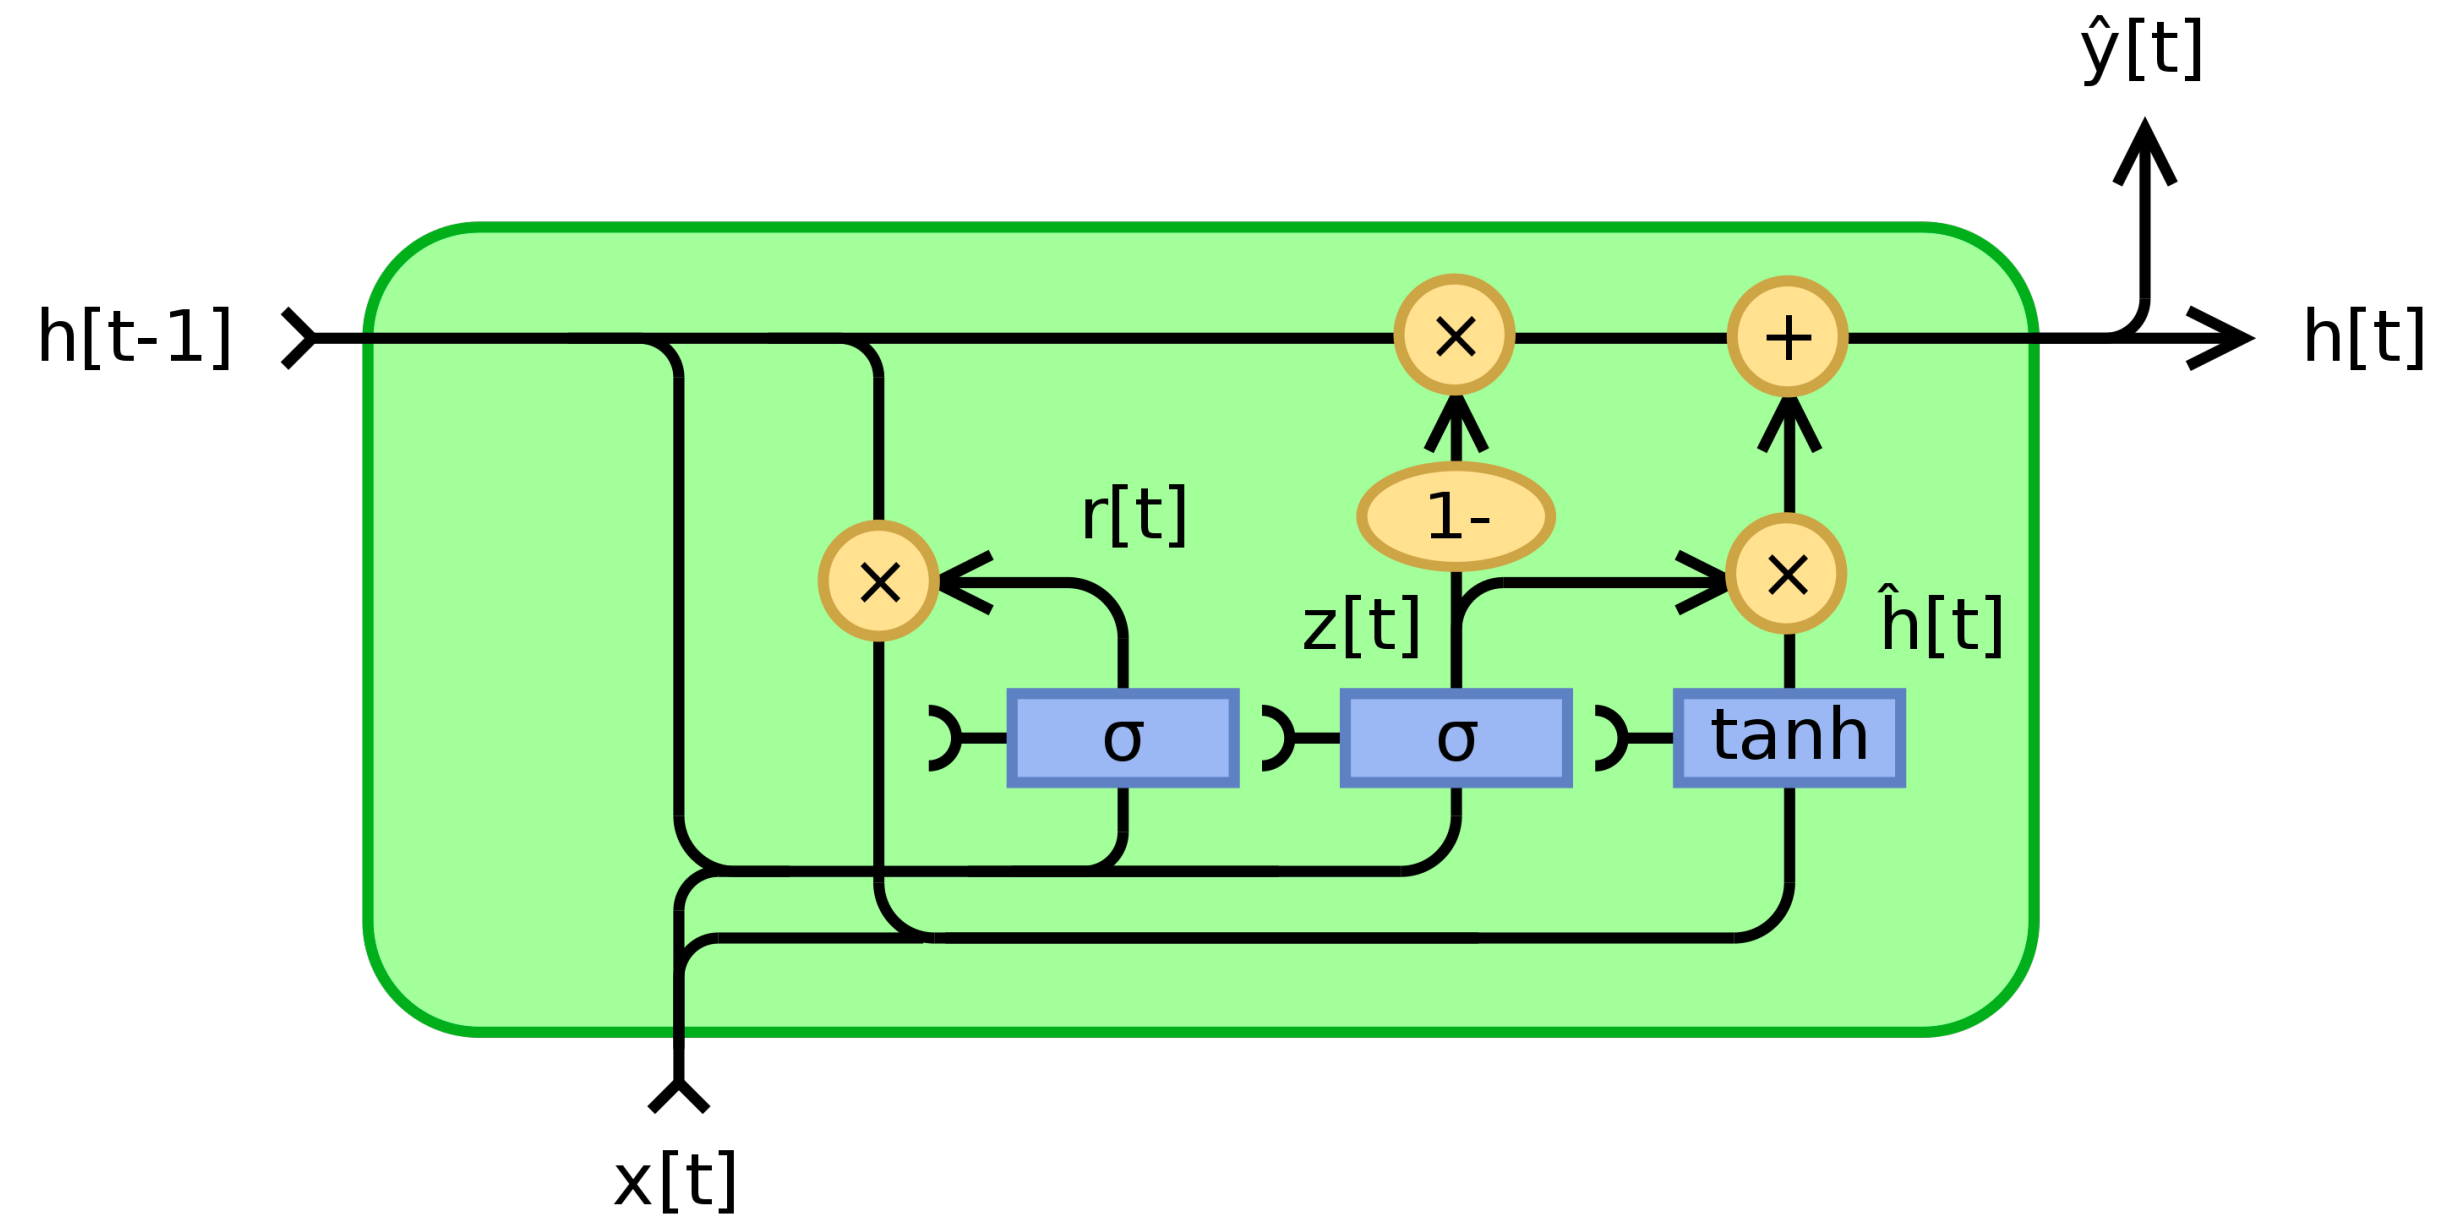 ŷ[t]
h[t-1]
×
+
h[t]
r[t]
1-
×
×
z[t]
ĥ[t]
σ
σ
tanh
x[t]